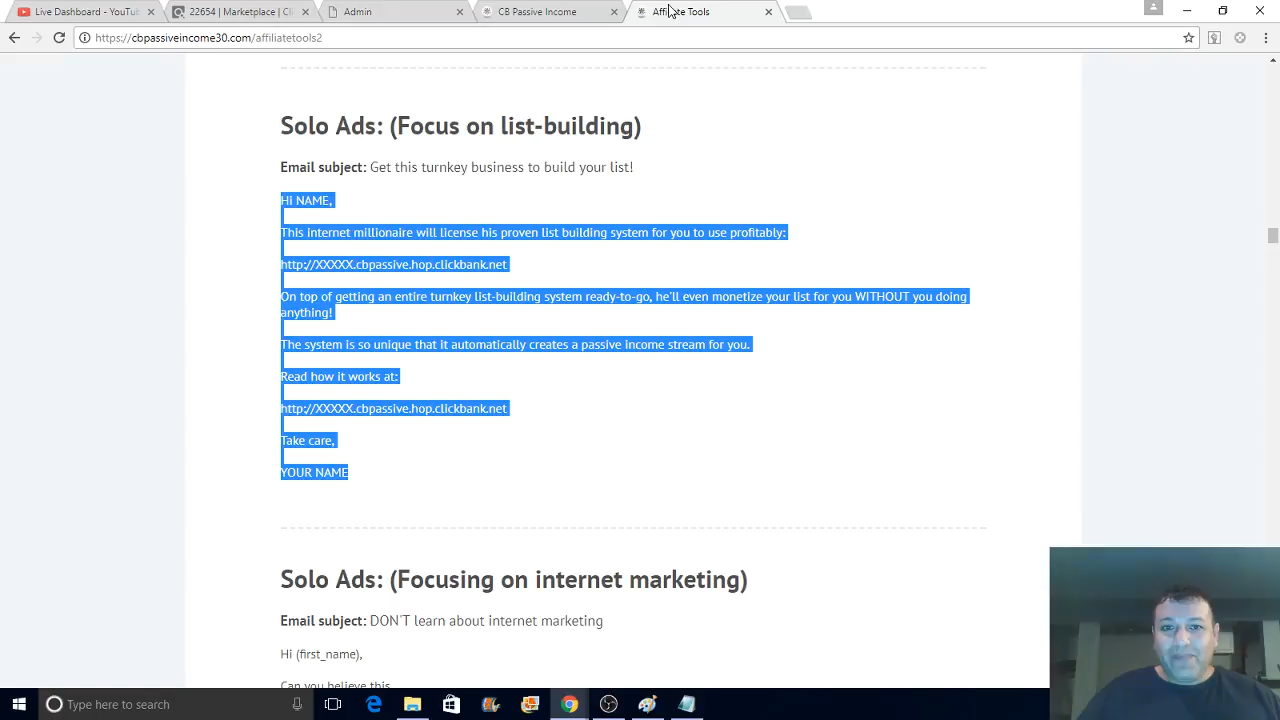 Live Dashboard - YouTu
22654 | Marketplace | Cli
Admin
CB Passive Income
Affiliate Tools
https://cbpassiveincome30.com/affiliatetools2
Solo Ads: (Focus on list-building)
Email subject: Get this turnkey business to build your list!
Hi NAME,
This internet millionaire will license his proven list building system for you to use profitably:
http://XXXXX.cbpassive.hop.clickbank.net
On top of getting an entire turnkey list-building system ready-to-go, he'll even monetize your list for you WITHOUT you doing
anything!
The system is so unique that it automatically creates a passive income stream for you.
Read how it works at:
http://XXXXX.cbpassive.hop.clickbank.net
Take care,
YOUR NAME
Solo Ads: (Focusing on internet marketing)
Email subject: DON'T learn about internet marketing
Hi (first_name),
Can you believe this
Type here to search